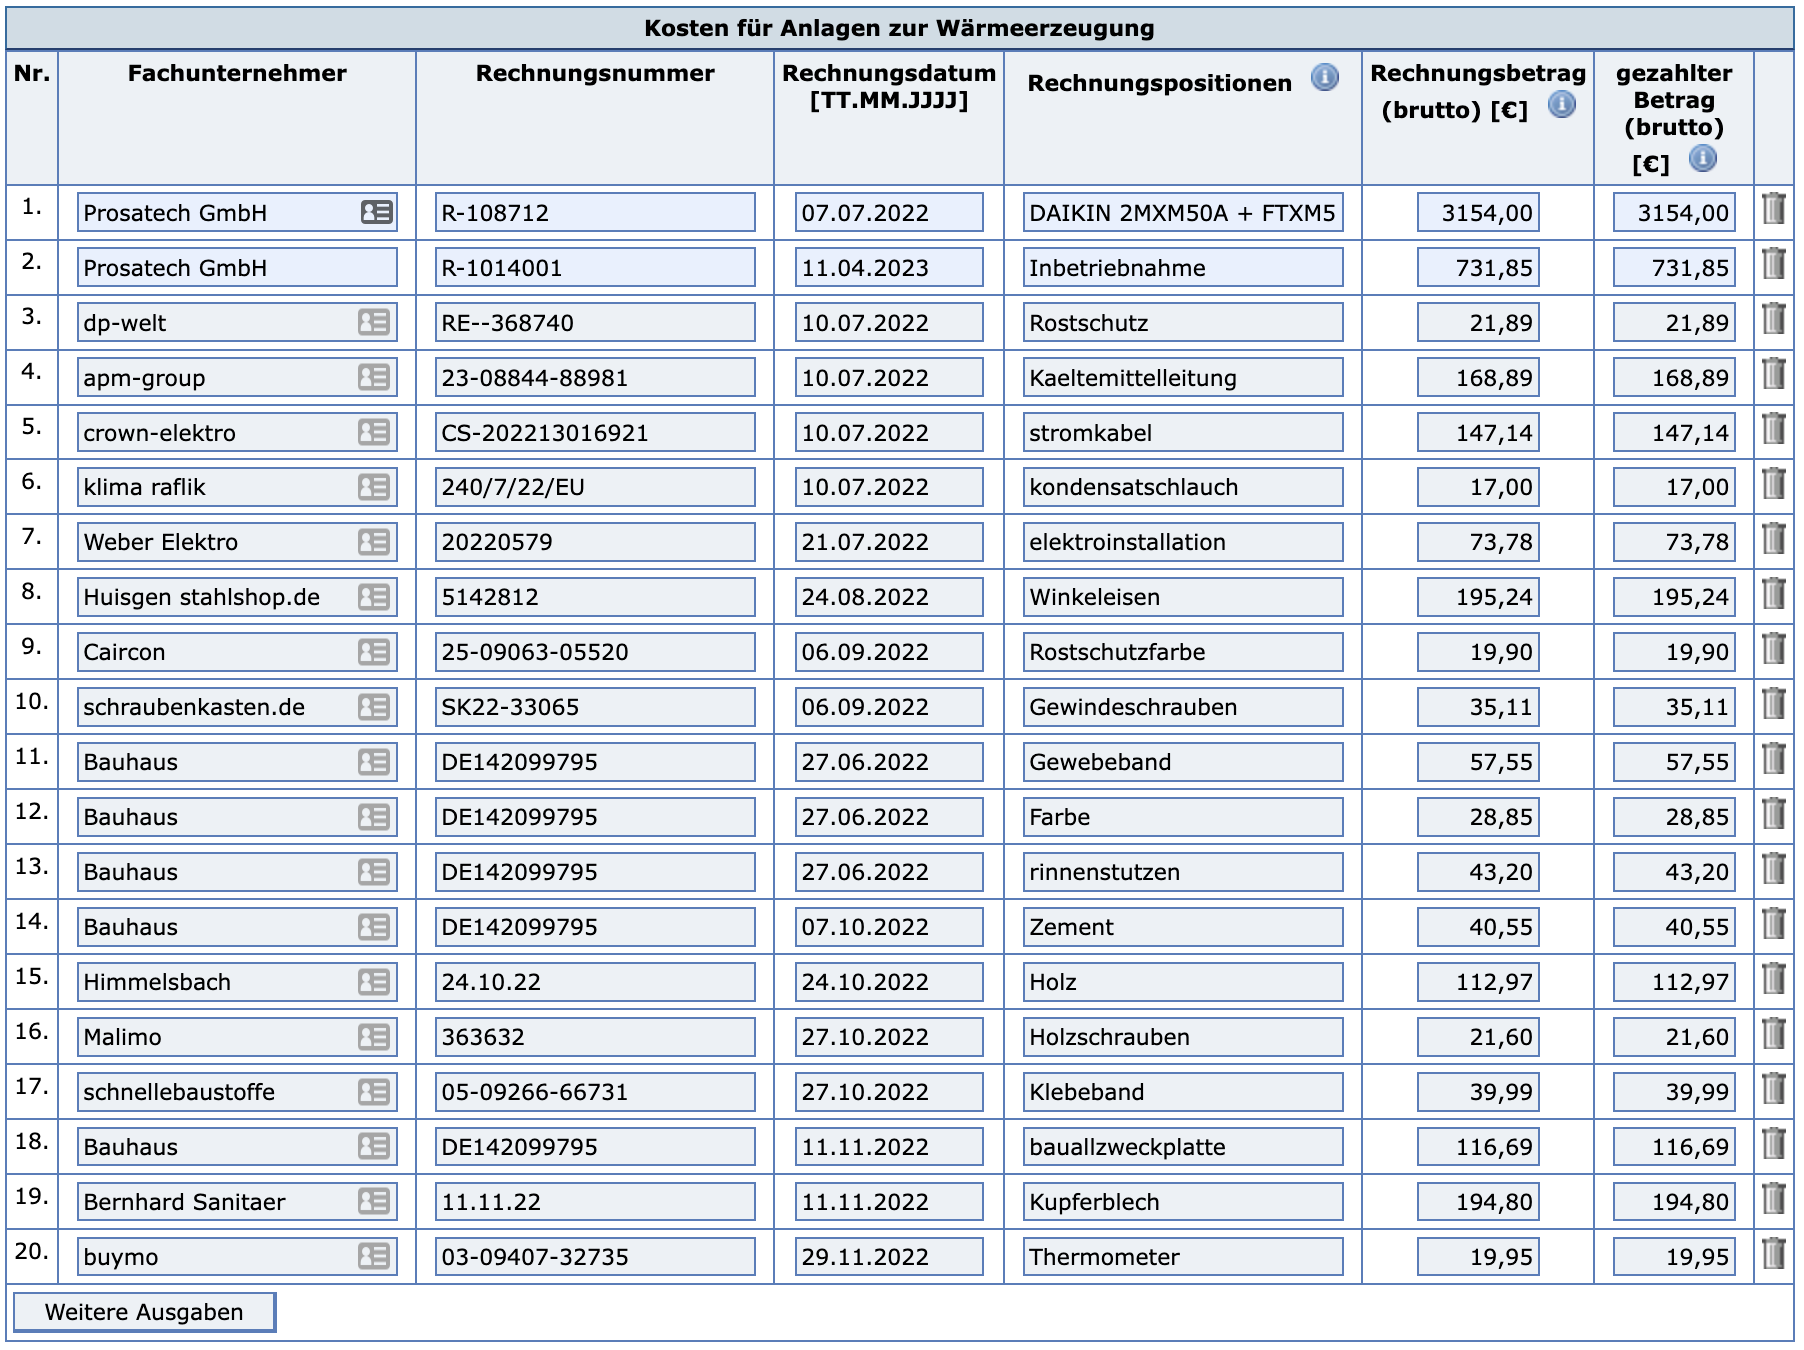 Kosten für Anlagen zur Wärmeerzeugung
Nr. Fachunternehmer Rechnungsnummer Rechnungsdatum [TT.MM.JJJJ] Rechnungspositionen Rechnungsbetrag (brutto) [€] gezahlter Betrag (brutto) [€]
1. Prosatech GmbH R-108712 07.07.2022 DAIKIN 2MXM50A + FTXM5 3154,00 3154,00
2. Prosatech GmbH R-1014001 11.04.2023 Inbetriebnahme 731,85 731,85
3. dp-welt RE--368740 10.07.2022 Rostschutz 21,89 21,89
4. apm-group 23-08844-88981 10.07.2022 Kaeltemittelleitung 168,89 168,89
5. crown-elektro CS-202213016921 10.07.2022 stromkabel 147,14 147,14
6. klima raflik 240/7/22/EU 10.07.2022 kondensatschlauch 17,00 17,00
7. Weber Elektro 20220579 21.07.2022 elektroinstallation 73,78 73,78
8. Huisgen stahlshop.de 5142812 24.08.2022 Winkeleisen 195,24 195,24
9. Caircon 25-09063-05520 06.09.2022 Rostschutzfarbe 19,90 19,90
10. schraubenkasten.de SK22-33065 06.09.2022 Gewindeschrauben 35,11 35,11
11. Bauhaus DE142099795 27.06.2022 Gewebeband 57,55 57,55
12. Bauhaus DE142099795 27.06.2022 Farbe 28,85 28,85
13. Bauhaus DE142099795 27.06.2022 rinnenstutzen 43,20 43,20
14. Bauhaus DE142099795 07.10.2022 Zement 40,55 40,55
15. Himmelsbach 24.10.22 24.10.2022 Holz 112,97 112,97
16. Malimo 363632 27.10.2022 Holzschrauben 21,60 21,60
17. schnellebaustoffe 05-09266-66731 27.10.2022 Klebeband 39,99 39,99
18. Bauhaus DE142099795 11.11.2022 bauallzweckplatte 116,69 116,69
19. Bernhard Sanitaer 11.11.22 11.11.2022 Kupferblech 194,80 194,80
20. buymo 03-09407-32735 29.11.2022 Thermometer 19,95 19,95
Weitere Ausgaben